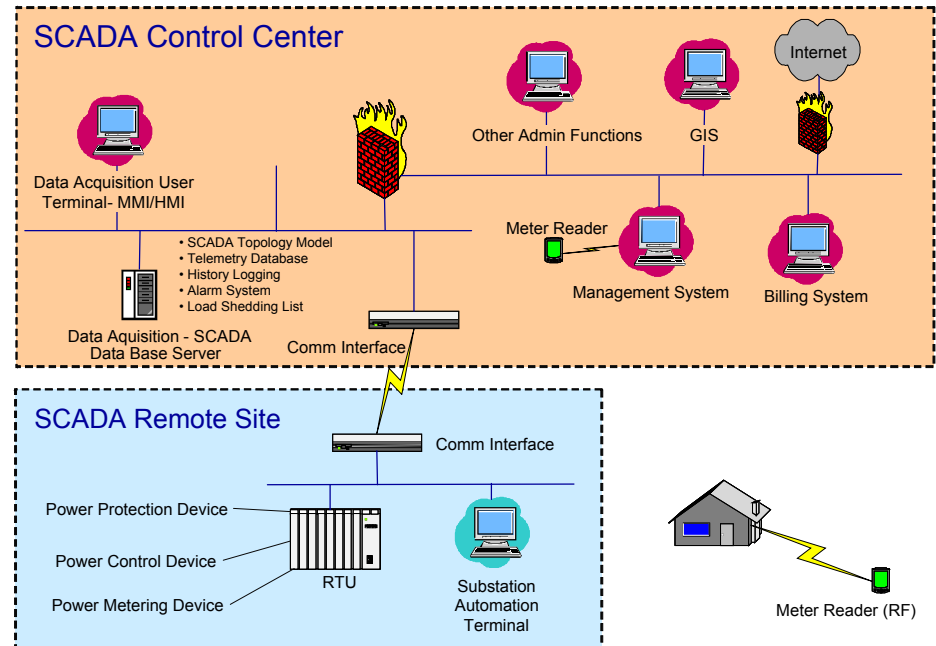 SCADA Control Center
Internet
Other Admin Functions
GIS
Data Acquisition User
Terminal- MMI/HMI
Meter Reader
• SCADA Topology Model
• Telemetry Database
• History Logging
• Alarm System
• Load Shedding List
Management System
Billing System
Data Aquisition - SCADA
Data Base Server
Comm Interface
SCADA Remote Site
Comm Interface
Power Protection Device
Power Control Device
Power Metering Device
RTU
Substation
Automation
Terminal
Meter Reader (RF)